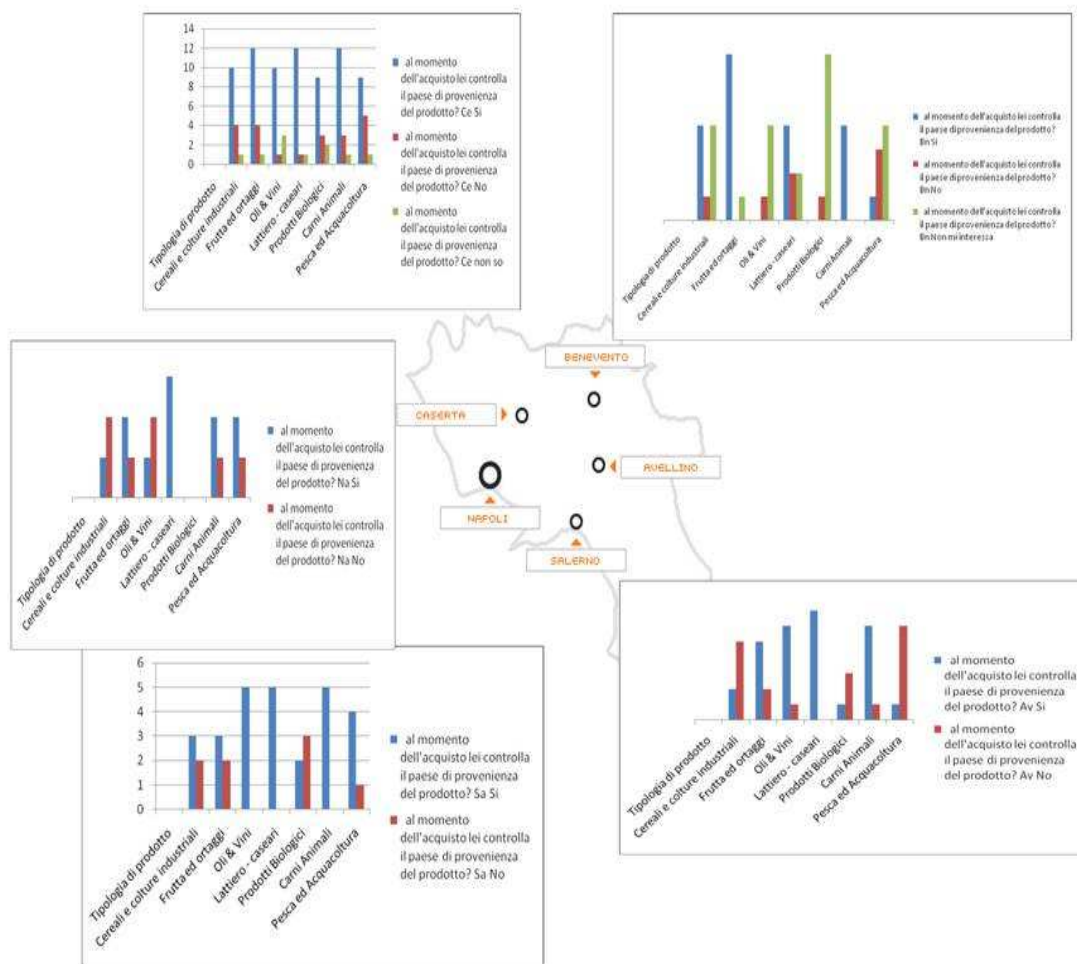 14
12
10
8
6
4
2
0
Tipologia di prodotto
Cereali e colture industriali
Frutta ed ortaggi
Oli & Vini
Lattiero - caseari
Prodotti Biologici
Carni Animali
Pesca ed Acquacoltura
al momento
dell'acquisto lei controlla
il paese di provenienza
del prodotto? Ce Si
al momento
dell'acquisto lei controlla
il paese di provenienza
del prodotto? Ce No
al momento
dell'acquisto lei controlla
il paese di provenienza
del prodotto? Ce non so
Tipologia di prodotto
Cereali e colture industriali
Frutta ed ortaggi
Oli & Vini
Lattiero - caseari
Prodotti Biologici
Carni Animali
Pesca ed Acquacoltura
al momento dell'acquisto lei controlla
il paese di provenienza del prodotto?
Bn Si
al momento dell'acquisto lei controlla
il paese di provenienza del prodotto?
Bn No
al momento dell'acquisto lei controlla
il paese di provenienza del prodotto?
Bn Non mi interessa
BENEVENTO
CASERTA
AVELLINO
NAPOLI
SALERNO
Tipologia di prodotto
Cereali e colture industriali
Frutta ed ortaggi
Oli & Vini
Lattiero - caseari
Prodotti Biologici
Carni Animali
Pesca ed Acquacoltura
al momento
dell'acquisto lei controlla
il paese di provenienza
del prodotto? Na Si
al momento
dell'acquisto lei controlla
il paese di provenienza
del prodotto? Na No
Tipologia di prodotto
Cereali e colture industriali
Frutta ed ortaggi
Oli & Vini
Lattiero - caseari
Prodotti Biologici
Carni Animali
Pesca ed Acquacoltura
al momento
dell'acquisto lei controlla
il paese di provenienza
del prodotto? Av Si
al momento
dell'acquisto lei controlla
il paese di provenienza
del prodotto? Av No
6
5
4
3
2
1
0
Tipologia di prodotto
Cereali e colture industriali
Frutta ed ortaggi
Oli & Vini
Lattiero - caseari
Prodotti Biologici
Carni Animali
Pesca ed Acquacoltura
al momento
dell'acquisto lei controlla
il paese di provenienza
del prodotto? Sa Si
al momento
dell'acquisto lei controlla
il paese di provenienza
del prodotto? Sa No